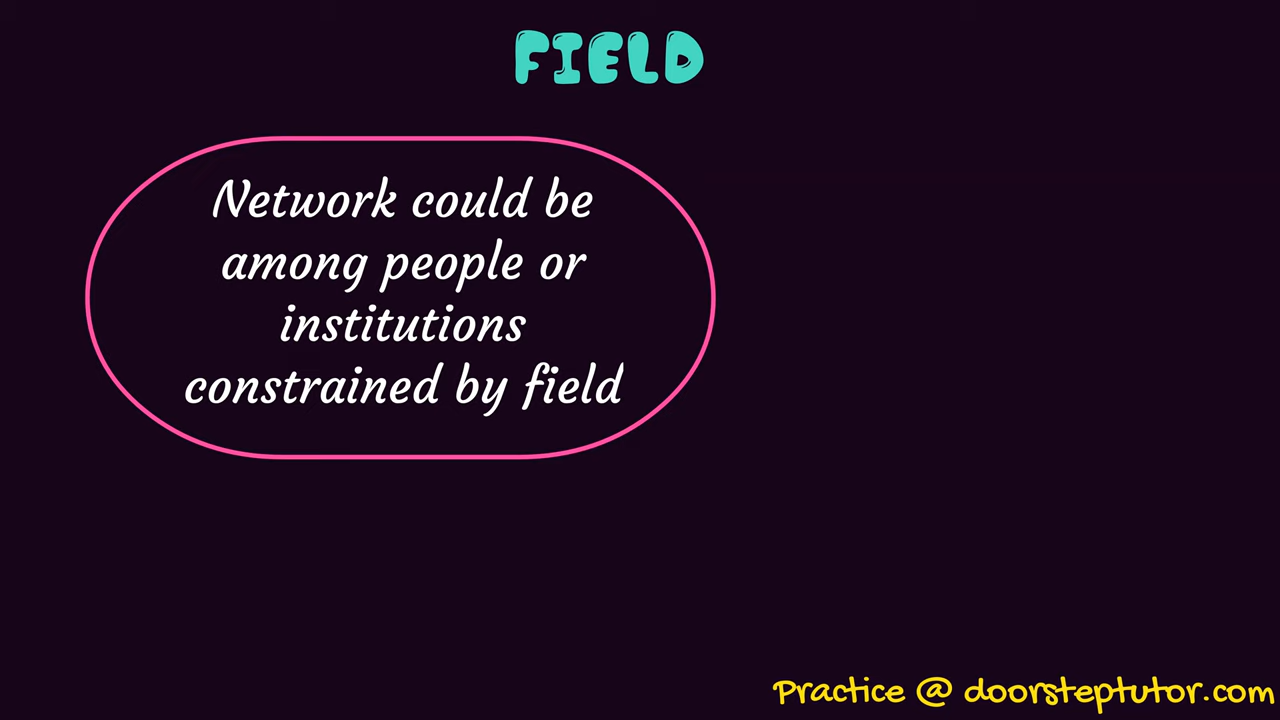 FIELD
Network could be
among people or
institutions
constrained by field
Practice @ doorsteptutor.com